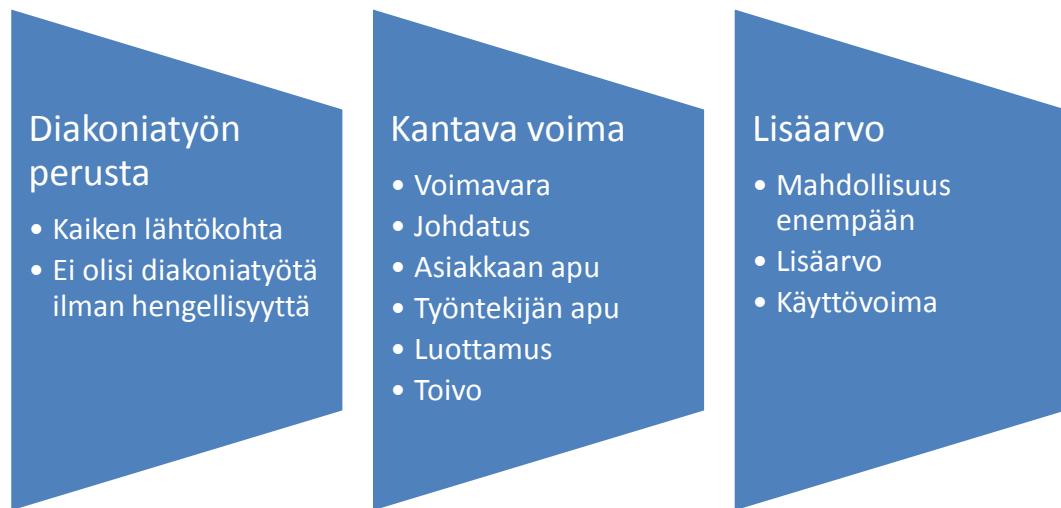 Diakoniatyön
perusta
• Kaiken lähtökohta
• Ei olisi diakoniatyötä
ilman hengellisyyttä
Kantava voima
• Voimavara
• Johdatus
• Asiakkaan apu
• Työntekijän apu
• Luottamus
• Toivo
Lisäarvo
• Mahdollisuus
enempään
• Lisäarvo
• Käyttövoima